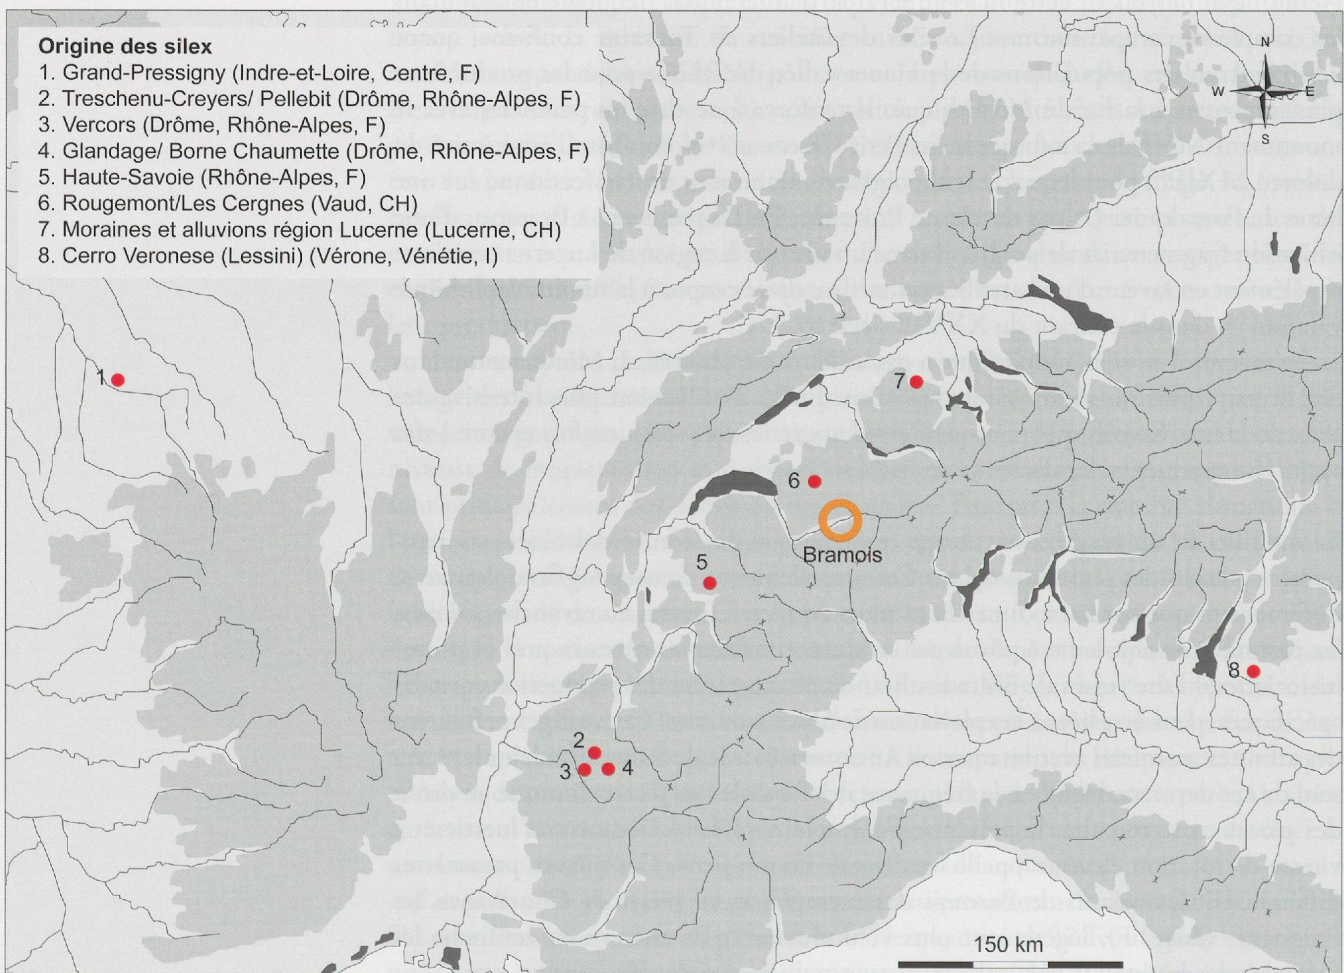 Origine des silex
1. Grand-Pressigny (Indre-et-Loire, Centre, F)
2. Treschenu-Creyers/ Pellebit (Drôme, Rhône-Alpes, F)
3. Vercors (Drôme, Rhône-Alpes, F)
4. Glandage/ Borne Chaumette (Drôme, Rhône-Alpes, F)
5. Haute-Savoie (Rhône-Alpes, F)
6. Rougemont/Les Cergnes (Vaud, CH)
7. Moraines et alluvions région Lucerne (Lucerne, CH)
8. Cerro Veronese (Lessini) (Vérone, Vénétie, I)
N
W E
S
1
7
6
Bramois
5
8
2
3 4
150 km